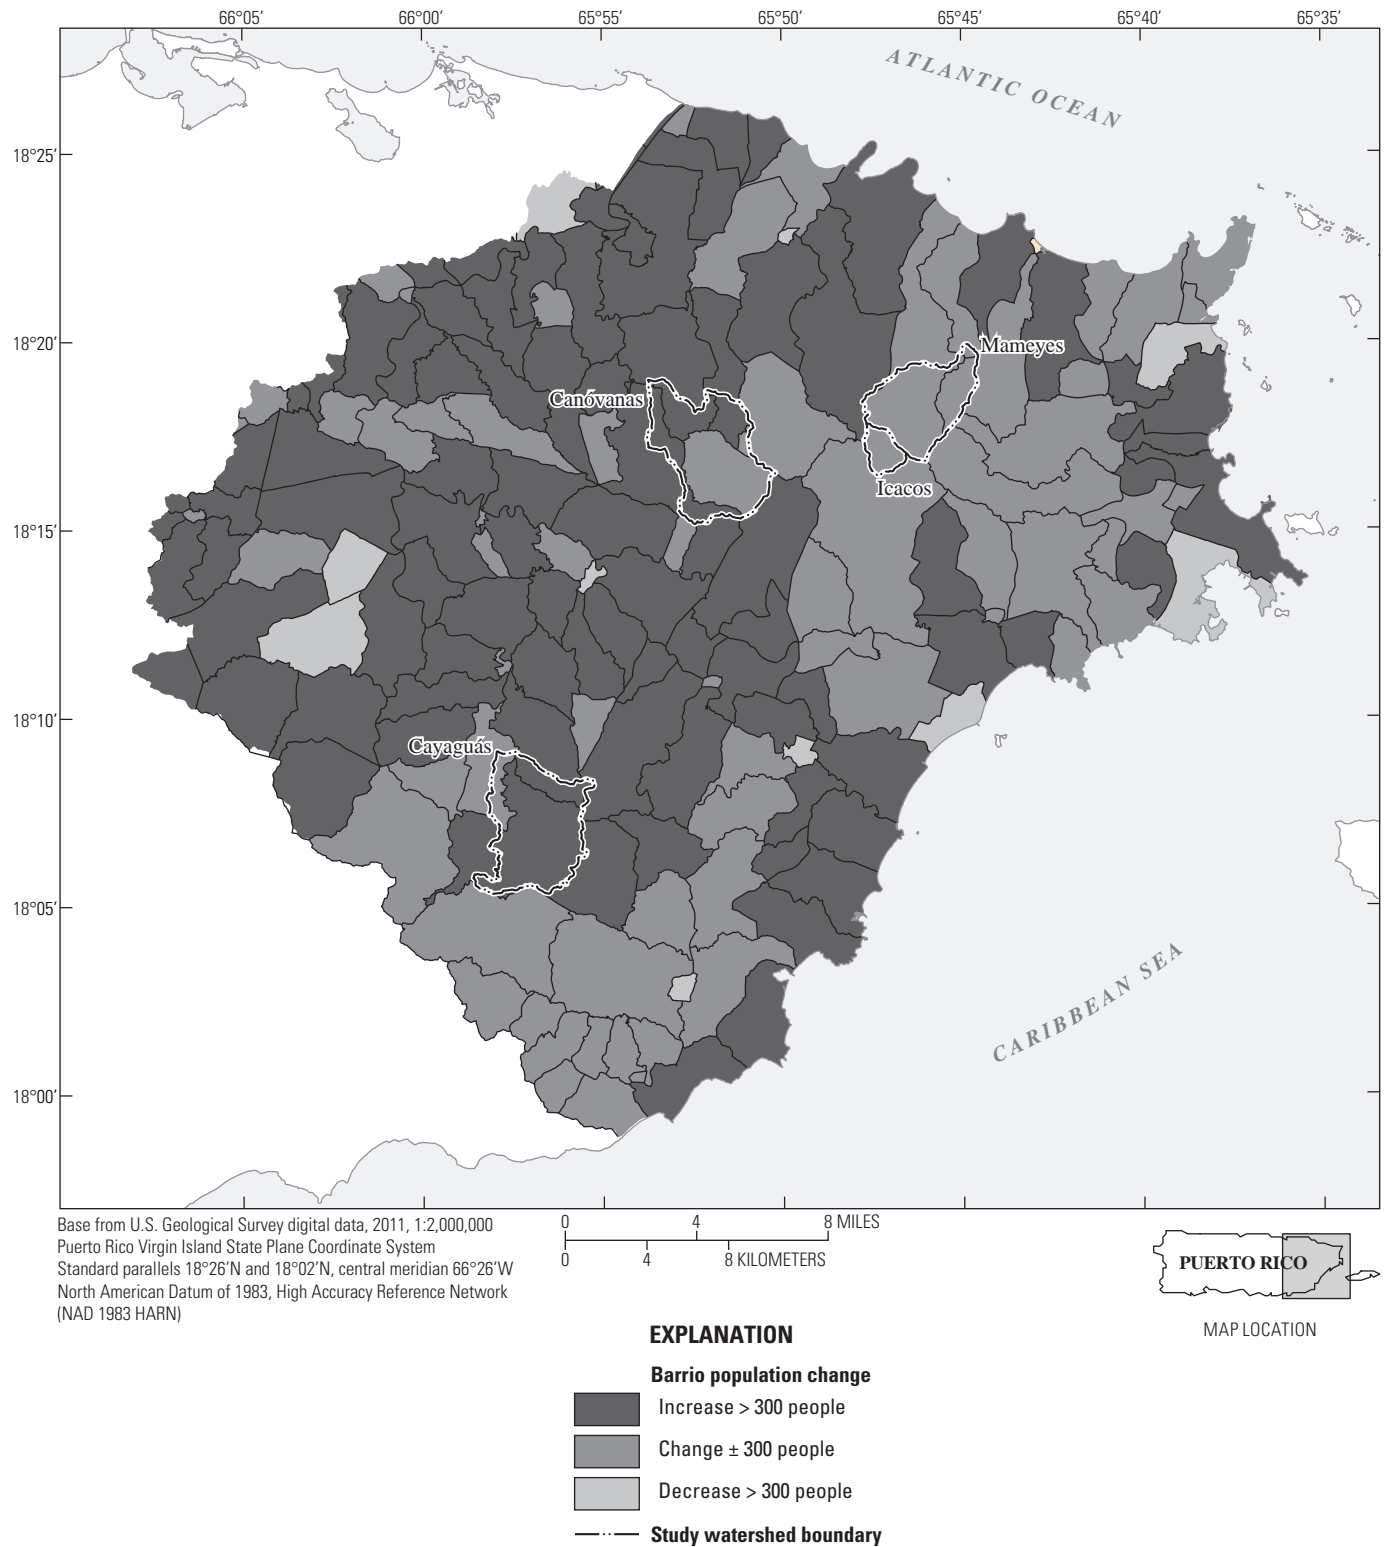 66°05′
66°00′
65°55′
65°50′
65°45′
65°40′
65°35′
ATLANTIC OCEAN
18°25′
18°20′
Mameyes
Canóvanas
Icacos
18°15′
18°10′
Cayaguás
18°05′
CARIBBEAN SEA
18°00′
Base from U.S. Geological Survey digital data, 2011, 1:2,000,000
Puerto Rico Virgin Island State Plane Coordinate System
Standard parallels 18°26′N and 18°02′N, central meridian 66°26′W
North American Datum of 1983, High Accuracy Reference Network
(NAD 1983 HARN)
0 4 8 MILES
0 4 8 KILOMETERS
PUERTO RICO
MAP LOCATION
EXPLANATION
Barrio population change
Increase > 300 people
Change ± 300 people
Decrease > 300 people
Study watershed boundary